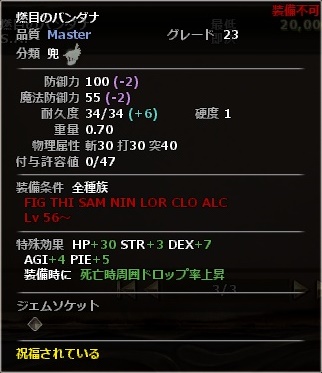 燃目のバンダナ
装備不可
品質 Master グレード 23
20,00
分類 兜
防御力 100 (-2)
魔法防御力 55 (-2)
耐久度 34/34 (+6) 硬度 1
重量 0.70
物理属性 斬30 打30 突40
付与許容値 0/47
装備条件 全種族
FIG THI SAM NIN LOR CLO ALC
Lv 56～
特殊効果 HP+30 STR+3 DEX+7
AGI+4 PIE+5
装備時に 死亡時周囲ドロップ率上昇
3/3
ジェムソケット
祝福されている